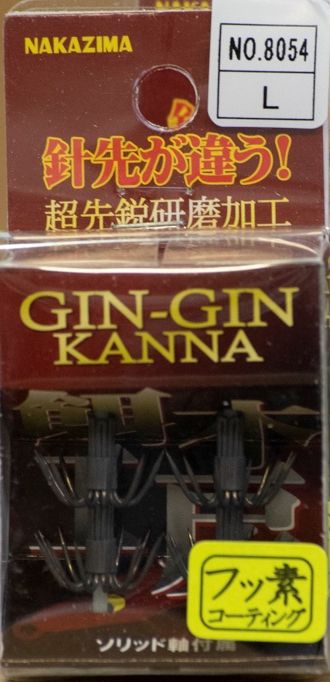 NAKAZIMA
NO.8054
L
針先が違う!
超先鋭研磨加工
GIN-GIN
KANNA
フッ素
コーティング
ソリッド軸付属